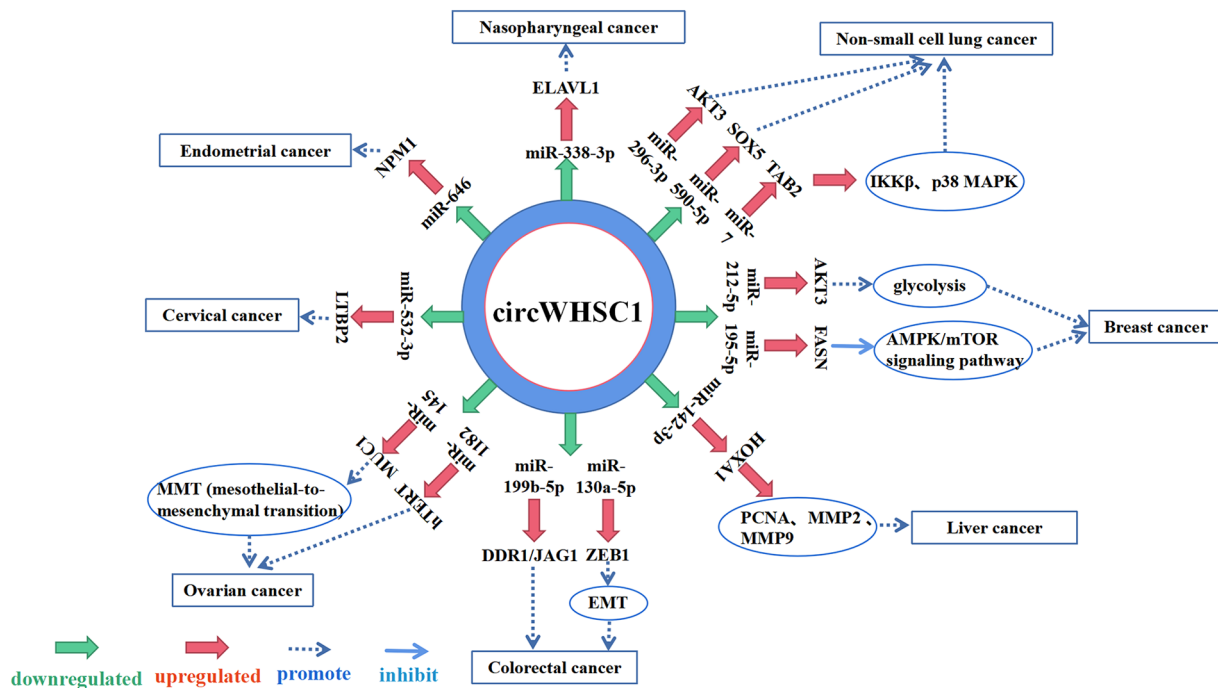 Nasopharyngeal cancer
Non-small cell lung cancer
ELAVL1
miR-338-3p
AKT3
miR-
296-3p
SOX5
miR-
590-5p
TAB2
miR-
7
IKKβ、p38 MAPK
Endometrial cancer
NPM1
miR-646
circWHSC1
miR-
212-5p
AKT3
glycolysis
miR-
195-5p
FASN
AMPK/mTOR
signaling pathway
Breast cancer
Cervical cancer
LTBP2
miR-532-3p
miR-142-3p
HOXA1
PCNA、MMP2 、
MMP9
Liver cancer
miR-
145
MUC1
miR-
1182
hTERT
MMT (mesothelial-to-
mesenchymal transition)
Ovarian cancer
miR-
199b-5p
DDR1/JAG1
miR-
130a-5p
ZEB1
EMT
Colorectal cancer
downregulated
upregulated
promote
inhibit